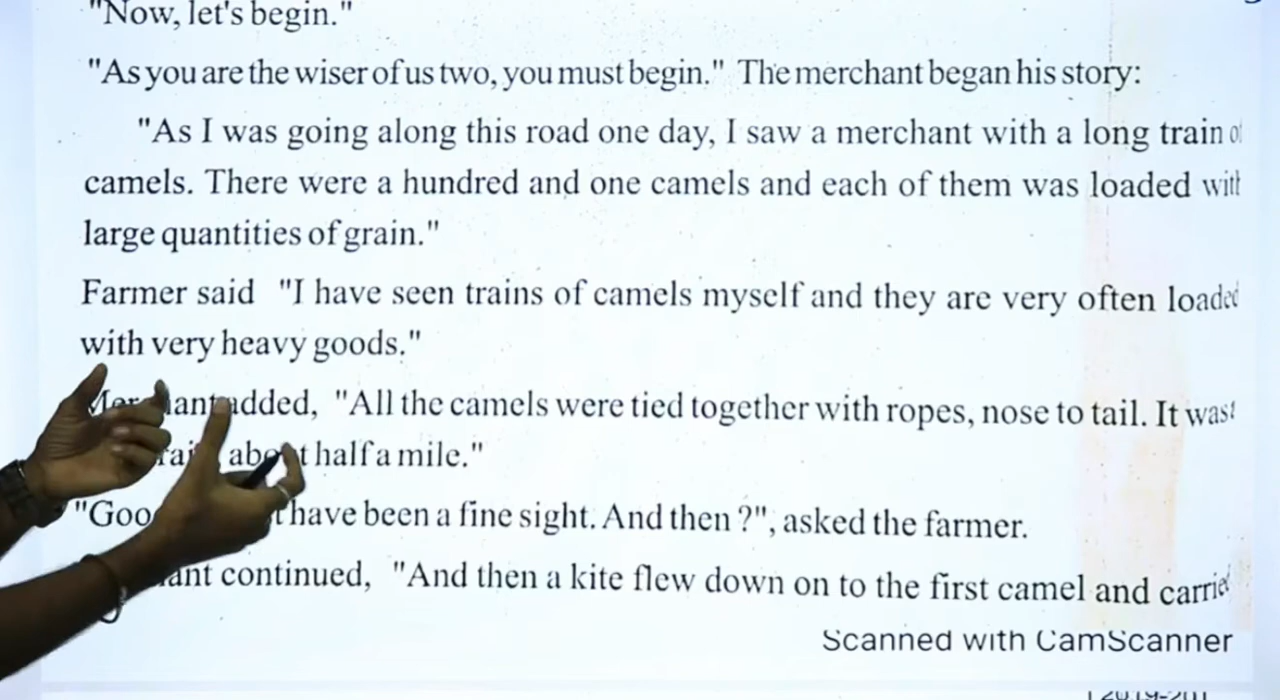 "Now, let's begin."
"As you are the wiser of us two, you must begin." The merchant began his story:
"As I was going along this road one day, I saw a merchant with a long train
camels. There were a hundred and one camels and each of them was loaded with
large quantities of grain."
Farmer said "I have seen trains of camels myself and they are very often loaded
with very heavy goods."
added, "All the camels were tied together with ropes, nose to tail. It was
about half a mile."
have been a fine sight. And then ?", asked the farmer.
continued, "And then a kite flew down on to the first camel and carried
Scanned with CamScanner